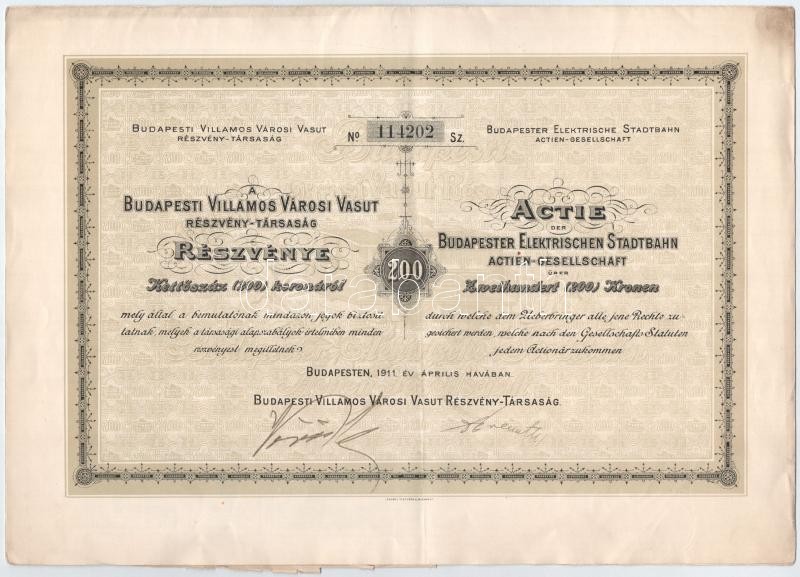 BUDAPESTI VILLAMOS VÁROSI VASUT
RÉSZVÉNY-TÁRSASÁG
No 114202 Sz.
BUDAPESTER ELEKTRISCHE STADTBAHN
ACTIEN-GESELLSCHAFT
A
BUDAPESTI VILLAMOS VÁROSI VASUT
RÉSZVÉNY-TÁRSASÁG
RÉSZVÉNYE
Kettőszáz (200) koronáról
mely által a bemutatónak mindazon jogok biztosít-
tatnak, melyek a társasági alapszabályok értelmében minden
részvényest megilletnek.
200
ACTIE
DER
BUDAPESTER ELEKTRISCHEN STADTBAHN
ACTIEN-GESELLSCHAFT
ÜBER
Zweihundert (200) Kronen
durch welche dem Ueberbringer alle jene Rechte zu-
gesichert werden, welche nach den Gesellschafts-Statuten
jedem Actionär zukommen.
BUDAPESTEN, 1911. ÉV ÁPRILIS HAVÁBAN.
BUDAPESTI VILLAMOS VÁROSI VASUT RÉSZVÉNY-TÁRSASÁG.